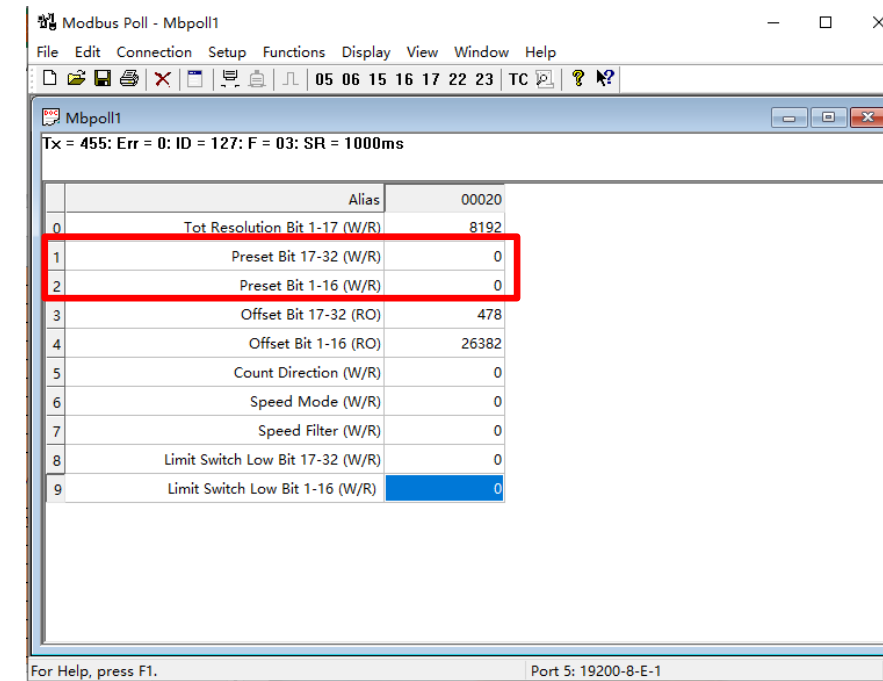 Modbus Poll - Mbpoll1
File Edit Connection Setup Functions Display View Window Help
05 06 15 16 17 22 23 TC
Mbpoll1
Tx = 455: Err = 0: ID = 127: F = 03: SR = 1000ms
Alias 00020
0 Tot Resolution Bit 1-17 (W/R) 8192
1 Preset Bit 17-32 (W/R) 0
2 Preset Bit 1-16 (W/R) 0
3 Offset Bit 17-32 (RO) 478
4 Offset Bit 1-16 (RO) 26382
5 Count Direction (W/R) 0
6 Speed Mode (W/R) 0
7 Speed Filter (W/R) 0
8 Limit Switch Low Bit 17-32 (W/R) 0
9 Limit Switch Low Bit 1-16 (W/R) 0
For Help, press F1. Port 5: 19200-8-E-1